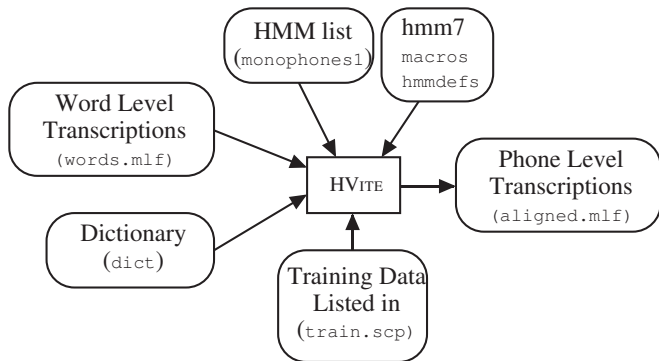 HMM list
(monophones1)
hmm7
macros
hmmdefs
Word Level
Transcriptions
(words.mlf)
HVITE
Phone Level
Transcriptions
(aligned.mlf)
Dictionary
(dict)
Training Data
Listed in
(train.scp)